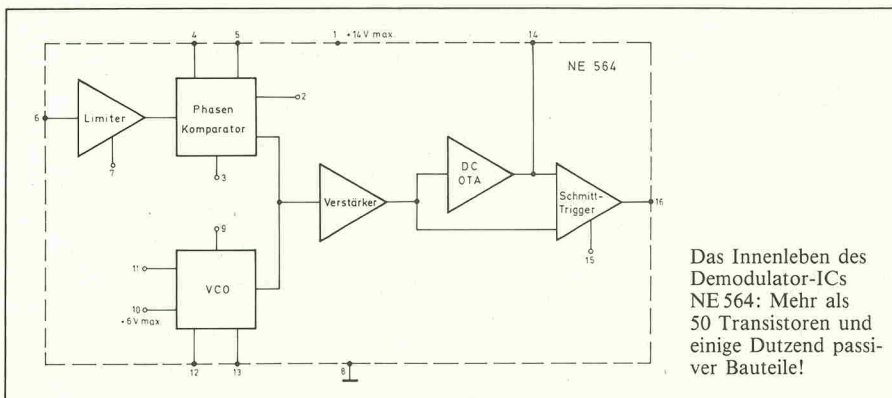 4
5
1
+14V max.
14
NE 564
6
Limiter
7
Phasen
Komparator
2
3
Verstärker
DC
OTA
Schmitt-
Trigger
16
15
9
11
VCO
10
+6V max.
12
13
8
Das Innenleben des
Demodulator-ICs
NE 564: Mehr als
50 Transistoren und
einige Dutzend passi-
ver Bauteile!